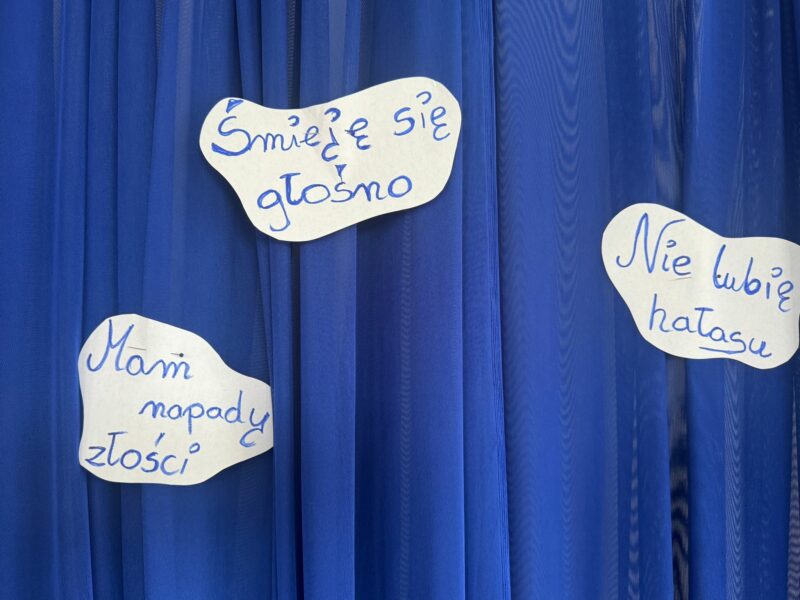 Śmieję się
głośno
Nie lubię
hałasu
Mam
napady
złości